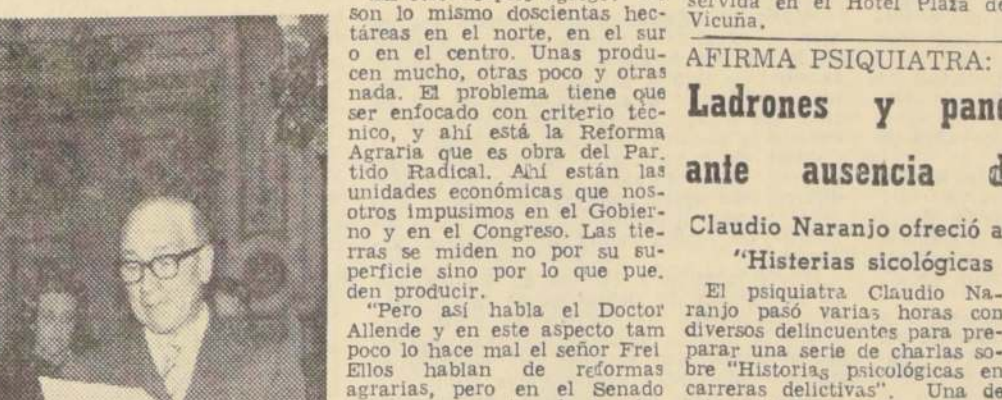 son lo mismo doscientas hec-
táreas en el norte, en el sur
o en el centro. Unas produ-
cen mucho, otras poco y otras
nada. El problema tiene que
ser enfocado con criterio téc-
nico, y ahí está la Reforma
Agraria que es obra del Par.
tido Radical. Ahí están las
unidades económicas que nos-
otros impusimos en el Gobier-
no y en el Congreso. Las tie-
rras se miden no por su su-
perficie sino por lo que pue.
den producir.
"Pero así habla el Doctor
Allende y en este aspecto tam
poco lo hace mal el señor Frei
Ellos hablan de reformas
agrarias, pero en el Senado
servida en el Hotel Plaza de
Vicuña.
AFIRMA PSIQUIATRA:
Ladrones y pand
ante ausencia d
Claudio Naranjo ofreció a
"Histerias sicológicas
El psiquiatra Claudio Na-
ranjo pasó varias horas con
diversos delincuentes para pre-
parar una serie de charlas so-
bre "Historias psicológicas en
carreras delictivas". Una de